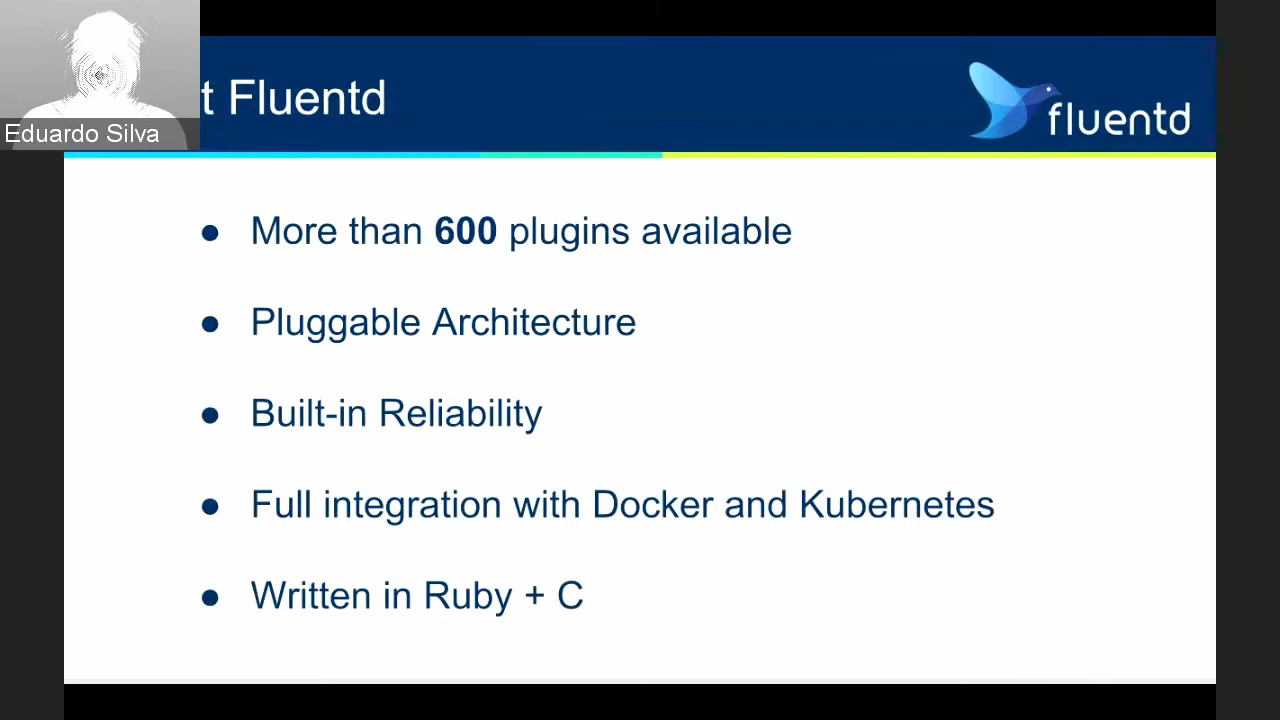 t Fluentd
fluentd
Eduardo Silva
● More than 600 plugins available
● Pluggable Architecture
● Built-in Reliability
● Full integration with Docker and Kubernetes
● Written in Ruby + C